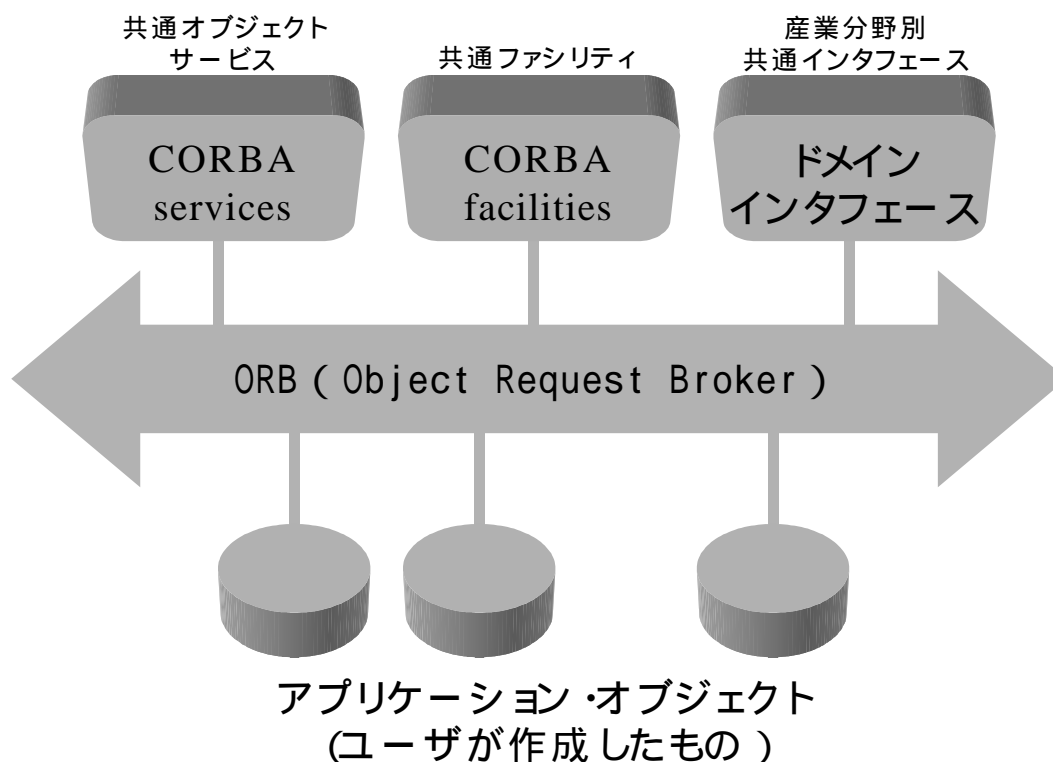 共通オブジェクト
サービス
共通ファシリティ
産業分野別
共通インタフェース
CORBA
services
CORBA
facilities
ドメイン
インタフェース
ORB(Object Request Broker)
アプリケーション・オブジェクト
(ユーザが作成したもの)